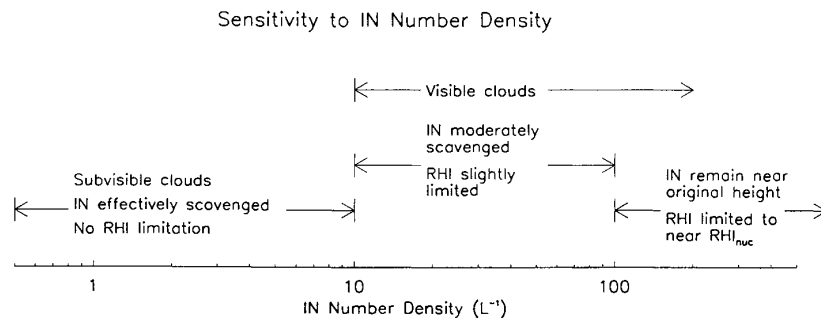 Sensitivity to IN Number Density
Visible clouds
IN moderately
scavenged
RHI slightly
limited
Subvisible clouds
IN effectively scovenged
No RHI limitation
IN remain near
original height
RHI limited to
near RHInuc
1 10 100
IN Number Density (L⁻¹)